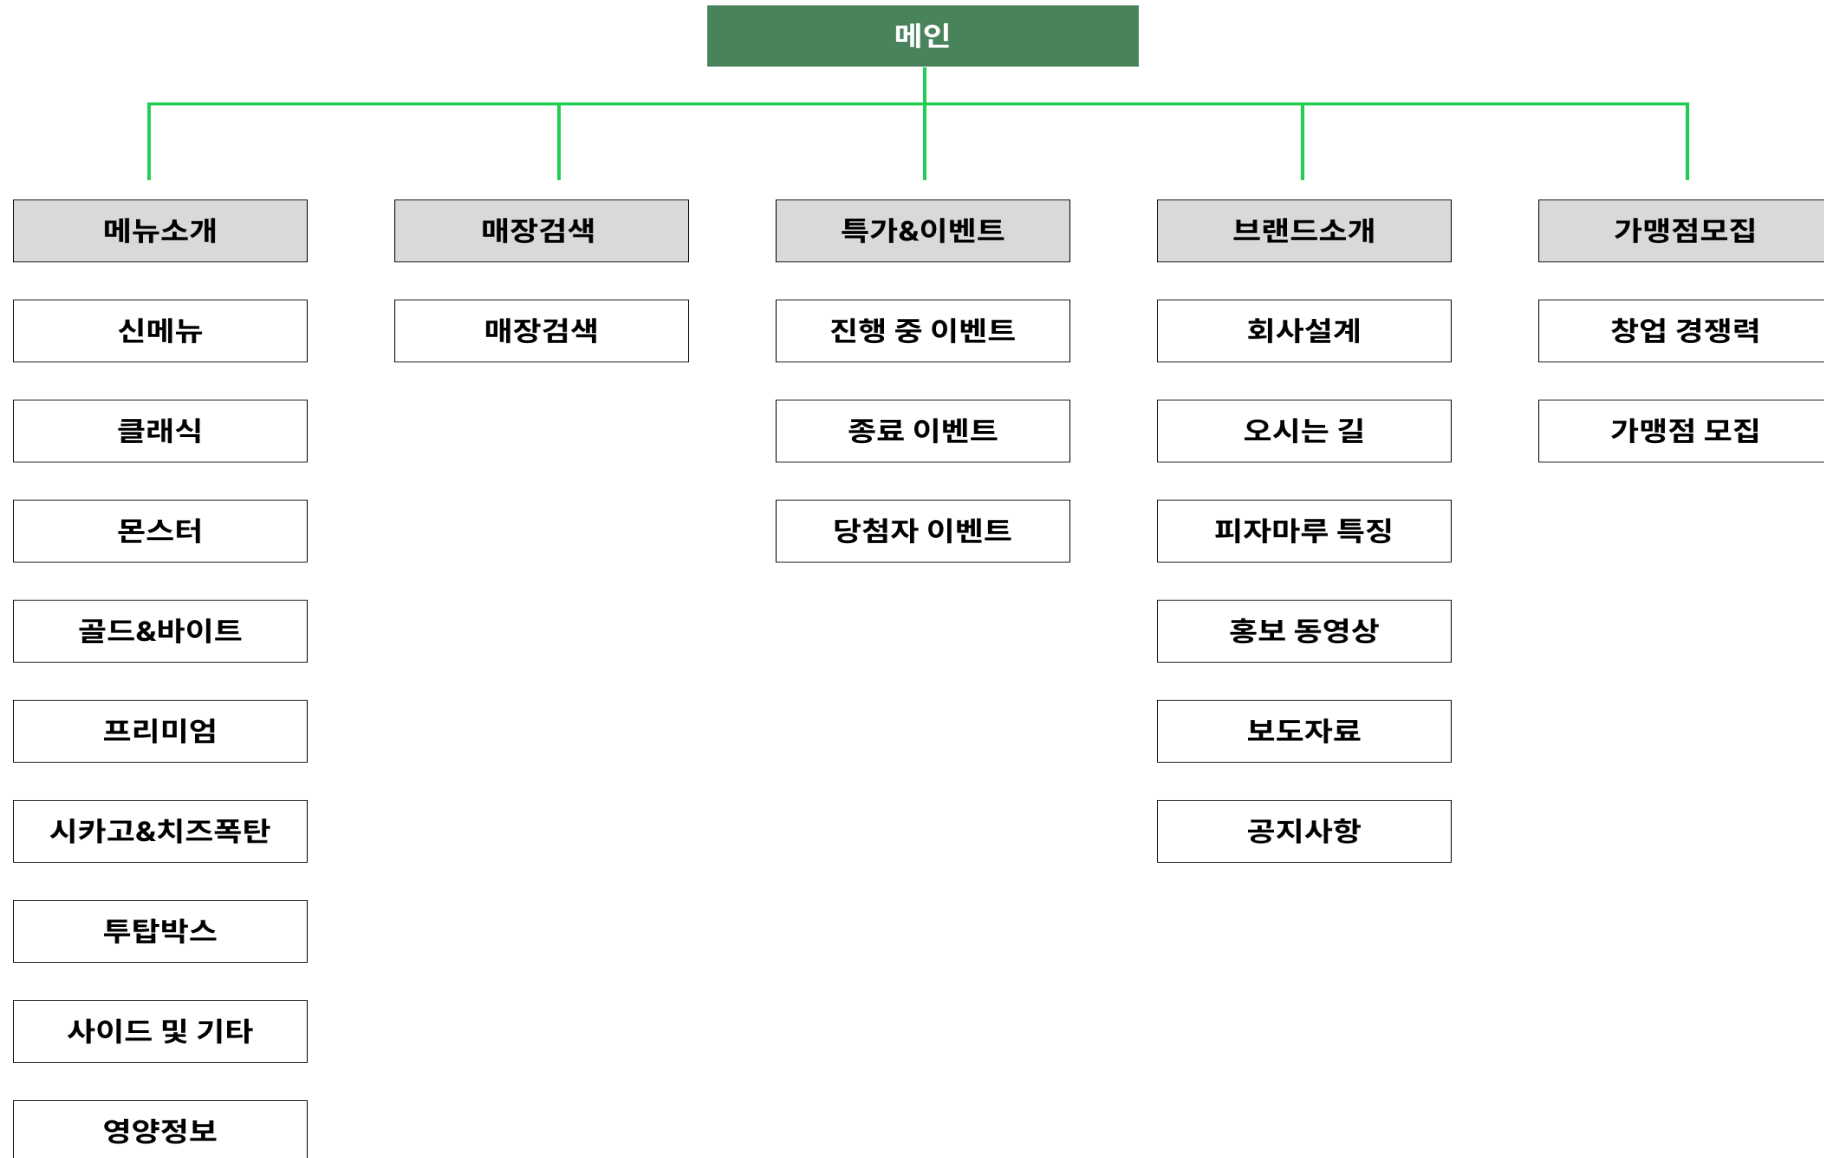 메인
메뉴소개
매장검색
특가&이벤트
브랜드소개
가맹점모집
신메뉴
매장검색
진행 중 이벤트
회사설계
창업 경쟁력
클래식
종료 이벤트
오시는 길
가맹점 모집
몬스터
당첨자 이벤트
피자마루 특징
골드&바이트
홍보 동영상
프리미엄
보도자료
시카고&치즈폭탄
공지사항
투탑박스
사이드 및 기타
영양정보